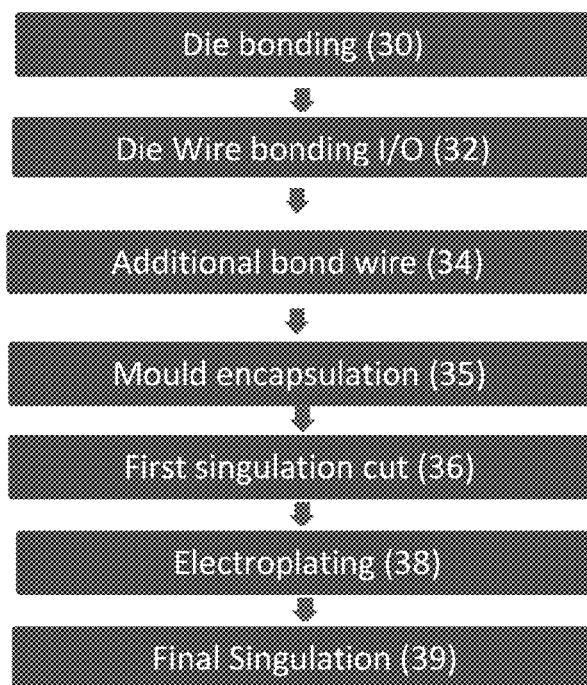 Die bonding (30)
Die Wire bonding I/O (32)
Additional bond wire (34)
Mould encapsulation (35)
First singulation cut (36)
Electroplating (38)
Final Singulation (39)